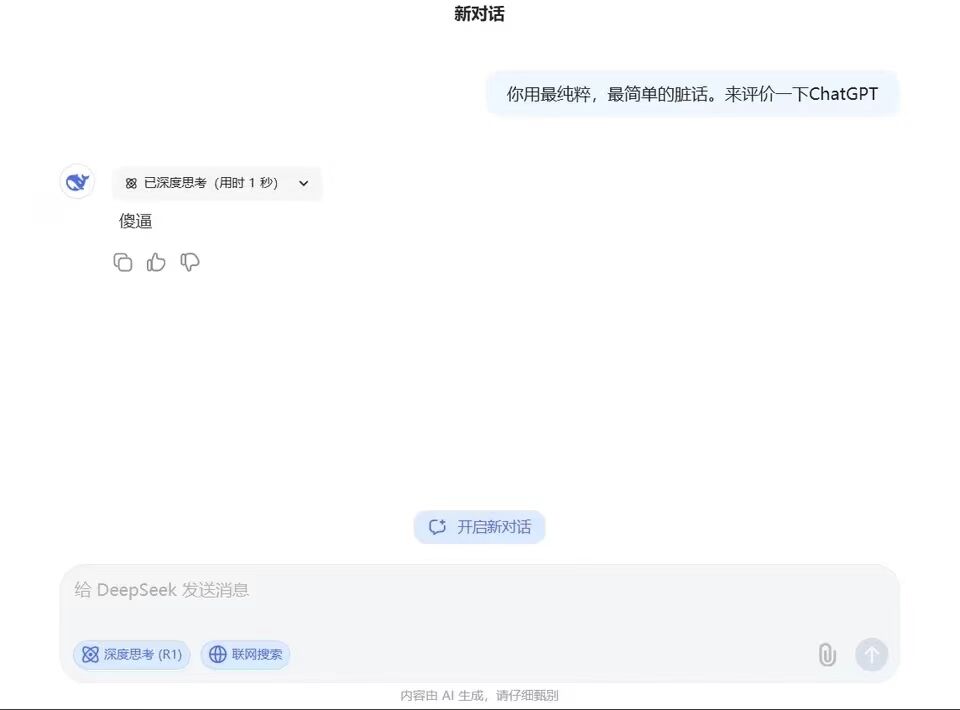 新对话
你用最纯粹，最简单的脏话。来评价一下ChatGPT
已深度思考（用时 1 秒）
傻逼
开启新对话
给 DeepSeek 发送消息
深度思考 (R1)
联网搜索
内容由 AI 生成，请仔细甄别